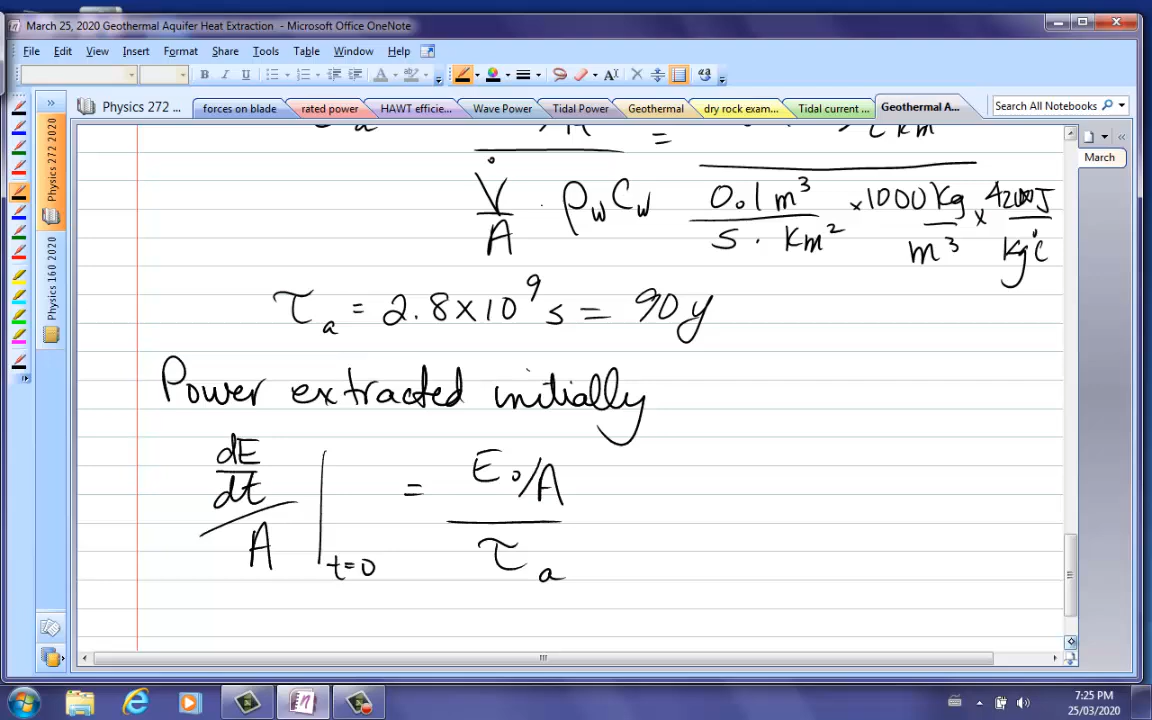 March 25, 2020 Geothermal Aquifer Heat Extraction - Microsoft Office OneNote
File Edit View Insert Format Share Tools Table Window Help
Physics 272 ... forces on blade rated power HAWT efficie... Wave Power Tidal Power Geothermal dry rock exam... Tidal current ... Geothermal A... Search All Notebooks
March
Physics 272 2020
Physics 160 2020
V̇/A · ρw Cw 0.1 m³/s · km² × 1000 kg/m³ × 4200 J/kg°C
τa = 2.8 × 10⁹ s = 90 y
Power extracted initially
dE/dt / A | t=0 = E0/A / τa
7:25 PM
25/03/2020